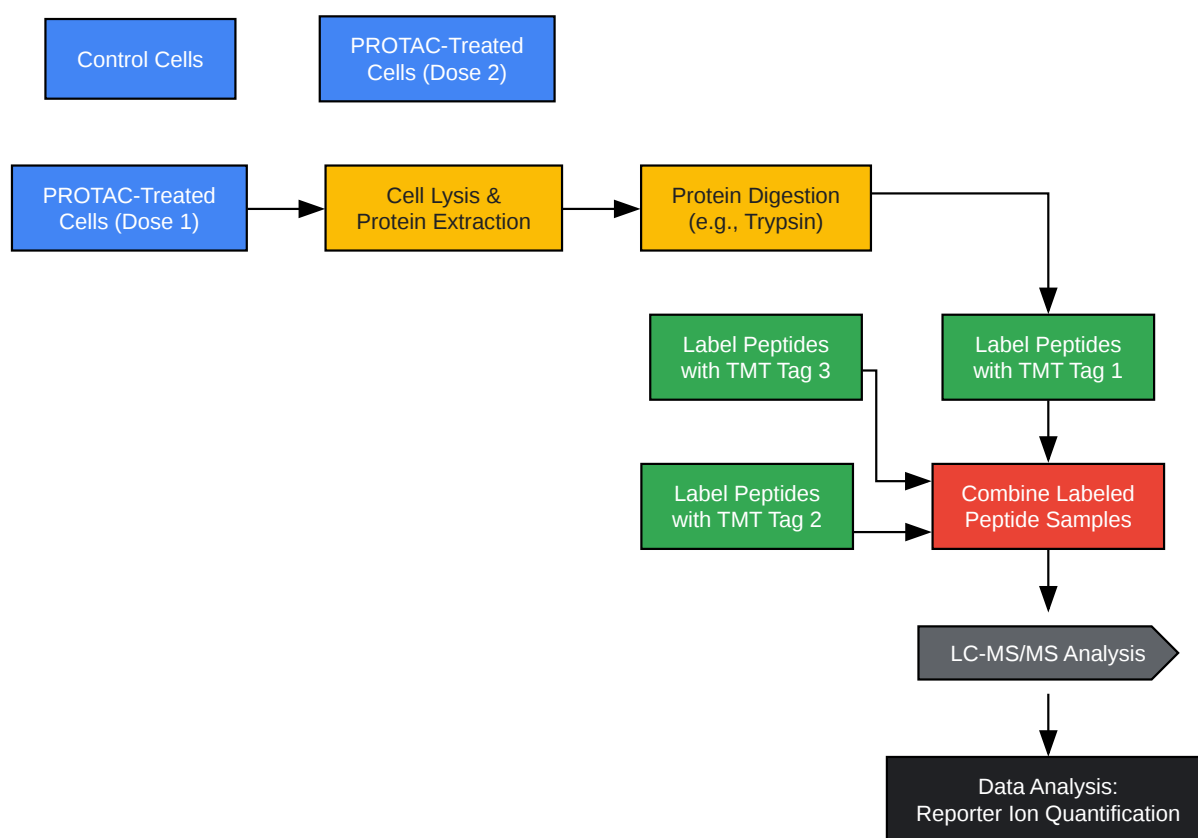 Control Cells
PROTAC-Treated
Cells (Dose 2)
PROTAC-Treated
Cells (Dose 1)
Cell Lysis &
Protein Extraction
Protein Digestion
(e.g., Trypsin)
Label Peptides
with TMT Tag 3
Label Peptides
with TMT Tag 1
Label Peptides
with TMT Tag 2
Combine Labeled
Peptide Samples
LC-MS/MS Analysis
Data Analysis:
Reporter Ion Quantification